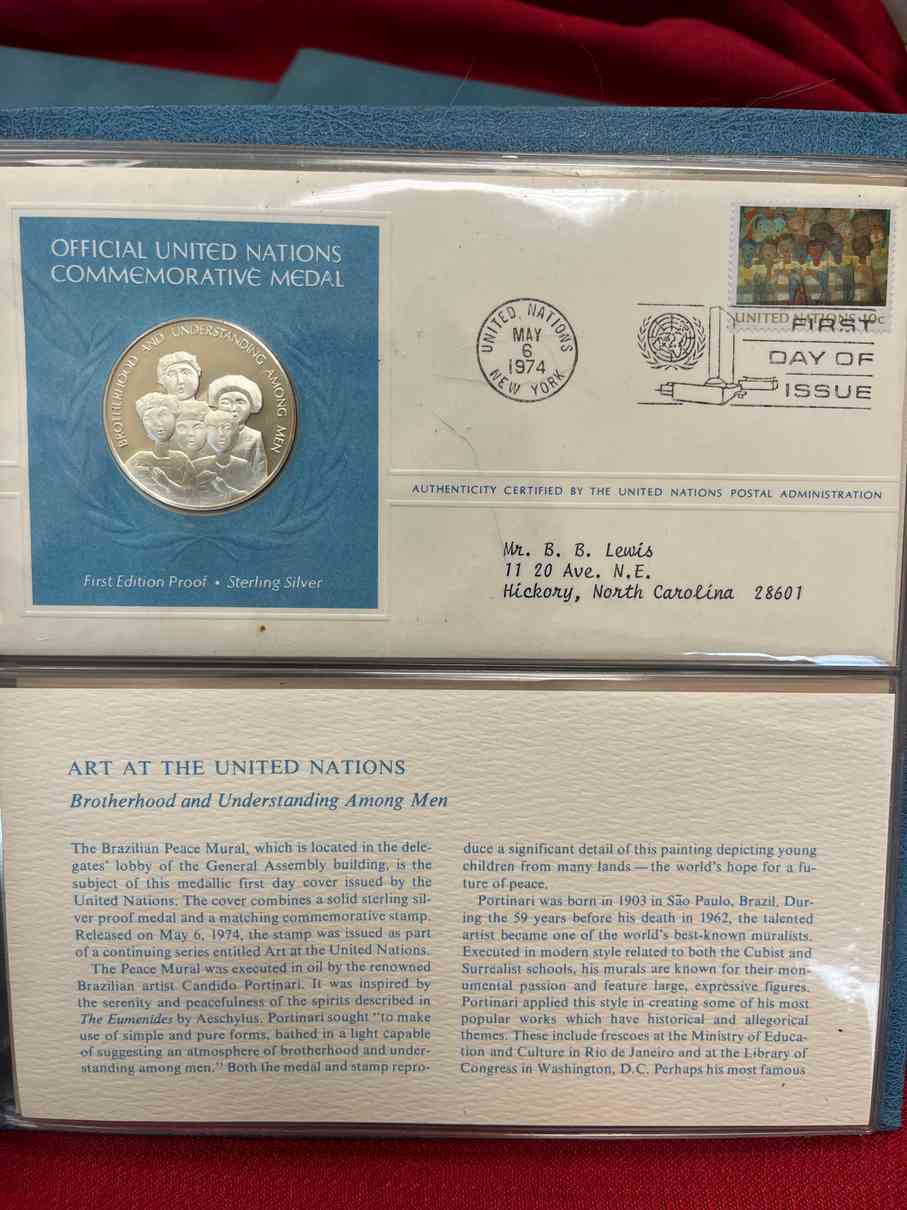 OFFICIAL UNITED NATIONS
COMMEMORATIVE MEDAL
BROTHERHOOD AND UNDERSTANDING AMONG MEN
First Edition Proof • Sterling Silver
UNITED NATIONS 10c
UNITED NATIONS
MAY
6
1974
NEW YORK
FIRST
DAY OF
ISSUE
AUTHENTICITY CERTIFIED BY THE UNITED NATIONS POSTAL ADMINISTRATION
Mr. B. B. Lewis
11 20 Ave. N.E.
Hickory, North Carolina 28601
ART AT THE UNITED NATIONS
Brotherhood and Understanding Among Men
The Brazilian Peace Mural, which is located in the dele-
gates' lobby of the General Assembly building, is the
subject of this medallic first day cover issued by the
United Nations. The cover combines a solid sterling sil-
ver proof medal and a matching commemorative stamp.
Released on May 6, 1974, the stamp was issued as part
of a continuing series entitled Art at the United Nations.
The Peace Mural was executed in oil by the renowned
Brazilian artist Candido Portinari. It was inspired by
the serenity and peacefulness of the spirits described in
The Eumenides by Aeschylus. Portinari sought "to make
use of simple and pure forms, bathed in a light capable
of suggesting an atmosphere of brotherhood and under-
standing among men." Both the medal and stamp repro-
duce a significant detail of this painting depicting young
children from many lands — the world's hope for a fu-
ture of peace.
Portinari was born in 1903 in São Paulo, Brazil. Dur-
ing the 59 years before his death in 1962, the talented
artist became one of the world's best-known muralists.
Executed in modern style related to both the Cubist and
Surrealist schools, his murals are known for their mon-
umental passion and feature large, expressive figures.
Portinari applied this style in creating some of his most
popular works which have historical and allegorical
themes. These include frescoes at the Ministry of Educa-
tion and Culture in Rio de Janeiro and at the Library of
Congress in Washington, D.C. Perhaps his most famous